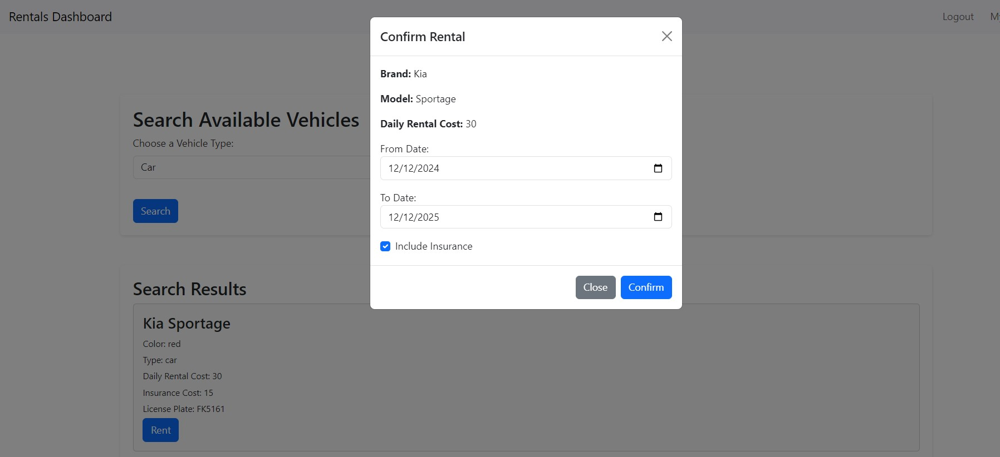 Rentals Dashboard
Logout
Confirm Rental
Brand: Kia
Model: Sportage
Daily Rental Cost: 30
From Date:
12/12/2024
To Date:
12/12/2025
Include Insurance
Close
Confirm
Search Available Vehicles
Choose a Vehicle Type:
Car
Search
Search Results
Kia Sportage
Color: red
Type: car
Daily Rental Cost: 30
Insurance Cost: 15
License Plate: FK5161
Rent